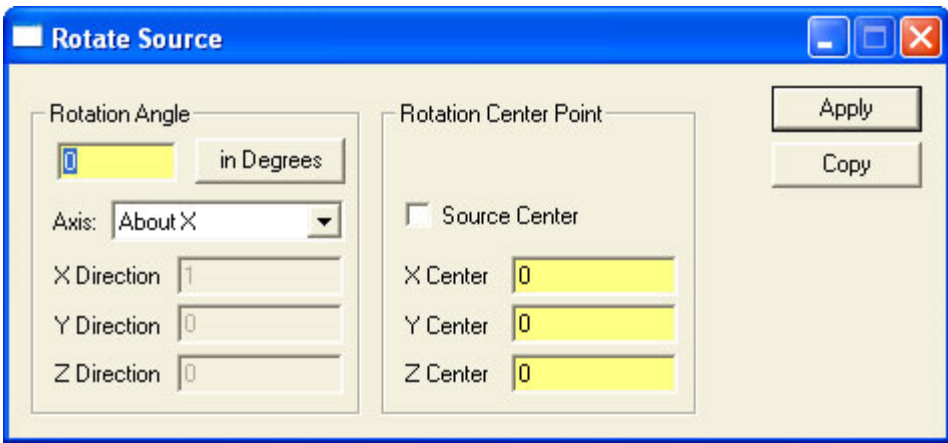 Rotate Source
Rotation Angle
0
in Degrees
Axis: About X
X Direction 1
Y Direction 0
Z Direction 0
Rotation Center Point
Source Center
X Center 0
Y Center 0
Z Center 0
Apply
Copy